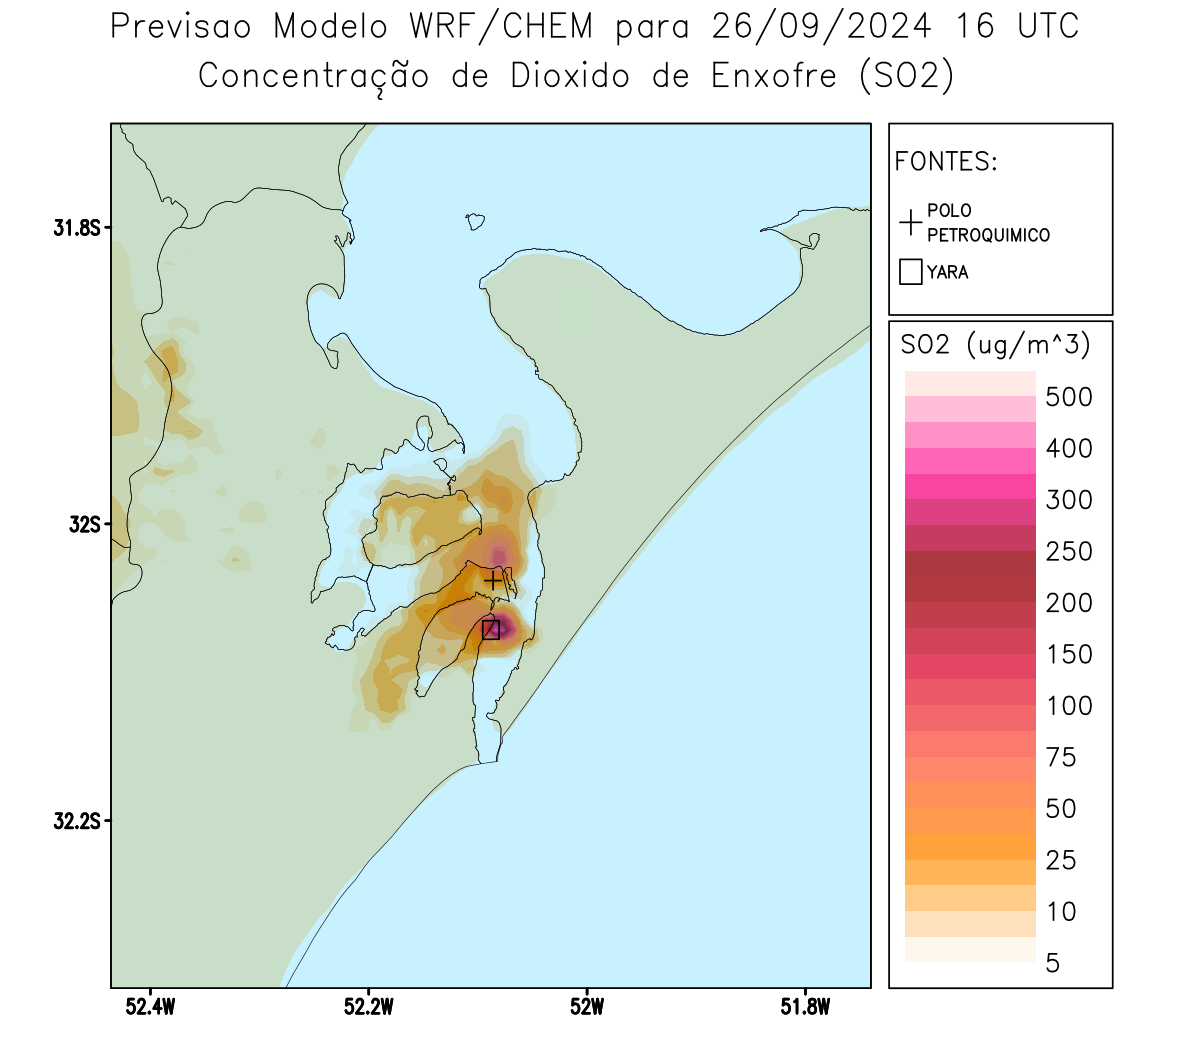 Previsao Modelo WRF/CHEM para 26/09/2024 16 UTC
Concentração de Dioxido de Enxofre (SO2)
FONTES:
POLO
PETROQUIMICO
YARA
SO2 (ug/m^3)
500
400
300
250
200
150
100
75
50
25
10
5
31.8S
32S
32.2S
52.4W
52.2W
52W
51.8W